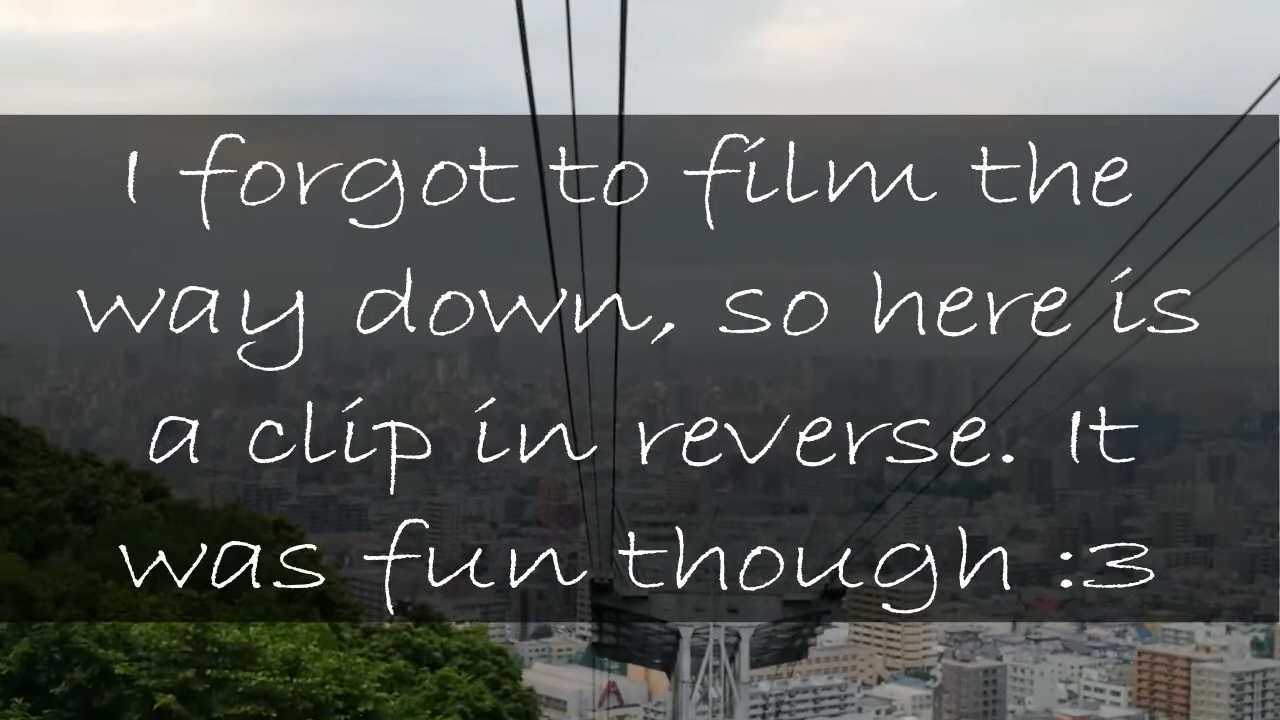 I forgot to film the
way down, so here is
a clip in reverse. It
was fun though :3